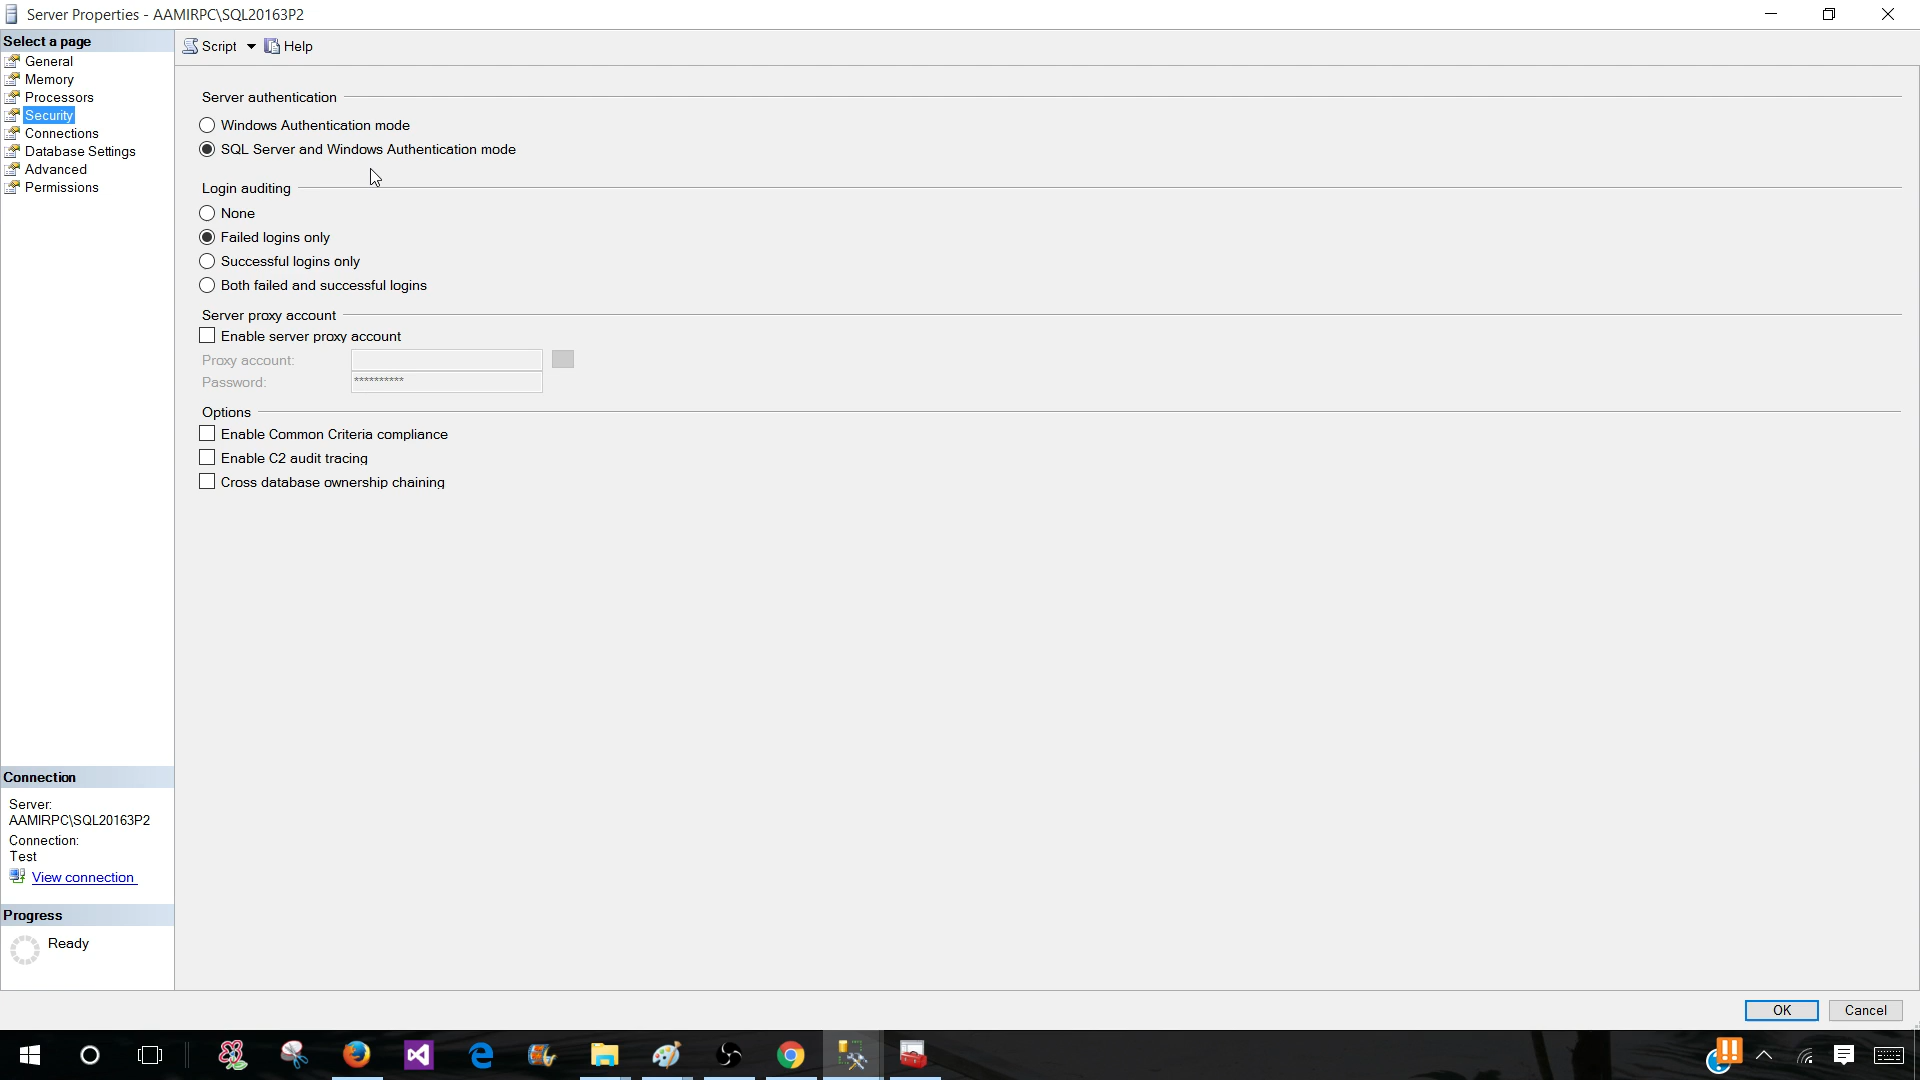 Server Properties - AAMIRPC\SQL20163P2
Select a page
General
Memory
Processors
Security
Connections
Database Settings
Advanced
Permissions
Script Help
Server authentication
Windows Authentication mode
SQL Server and Windows Authentication mode
Login auditing
None
Failed logins only
Successful logins only
Both failed and successful logins
Server proxy account
Enable server proxy account
Proxy account:
Password: **********
Options
Enable Common Criteria compliance
Enable C2 audit tracing
Cross database ownership chaining
Connection
Server:
AAMIRPC\SQL20163P2
Connection:
Test
View connection
Progress
Ready
OK Cancel